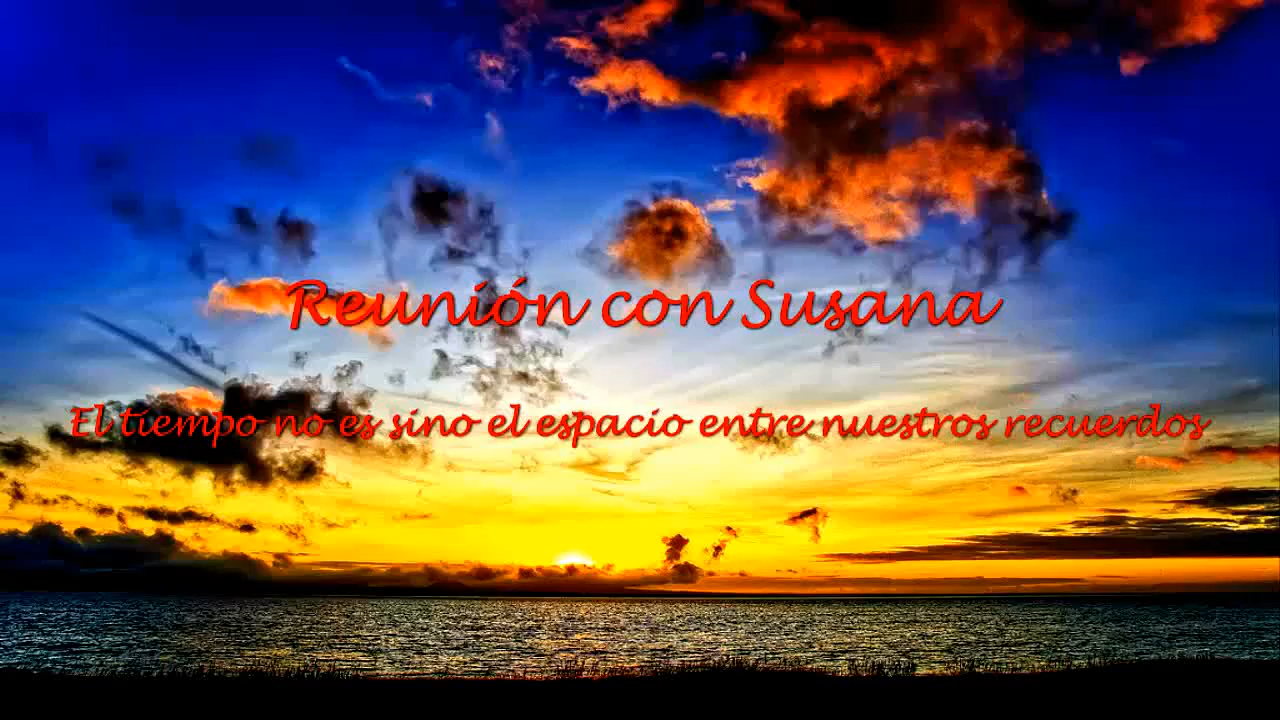 Reunión con Susana
El tiempo no es sino el espacio entre nuestros recuerdos